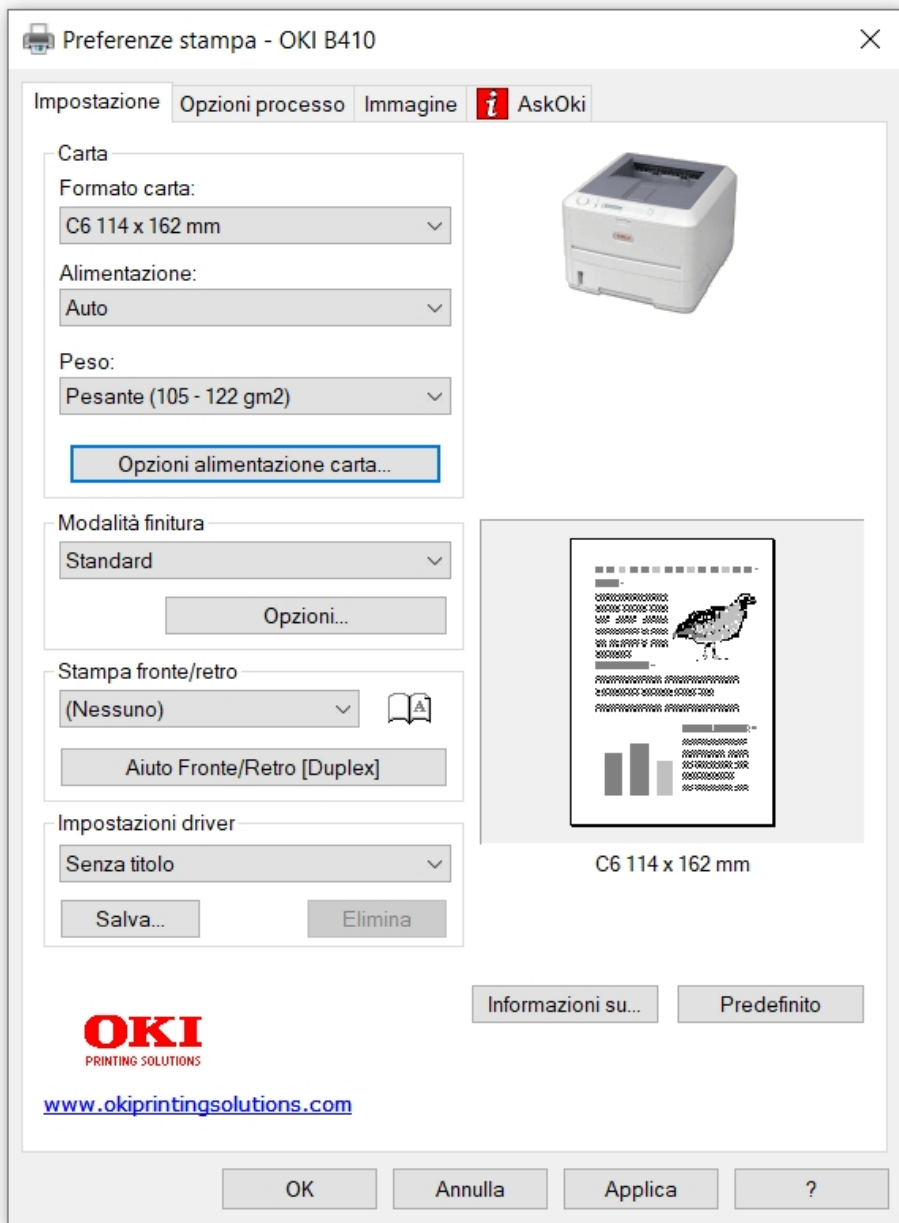 Preferenze stampa - OKI B410
Impostazione
Opzioni processo
Immagine
i AskOki
Carta
Formato carta:
C6 114 x 162 mm
Alimentazione:
Auto
Peso:
Pesante (105 - 122 gm2)
Opzioni alimentazione carta...
Modalità finitura
Standard
Opzioni...
Stampa fronte/retro
(Nessuno)
A
Aiuto Fronte/Retro [Duplex]
Impostazioni driver
Senza titolo
Salva...
Elimina
C6 114 x 162 mm
Informazioni su...
Predefinito
OKI
PRINTING SOLUTIONS
www.okiprintingsolutions.com
OK
Annulla
Applica
?